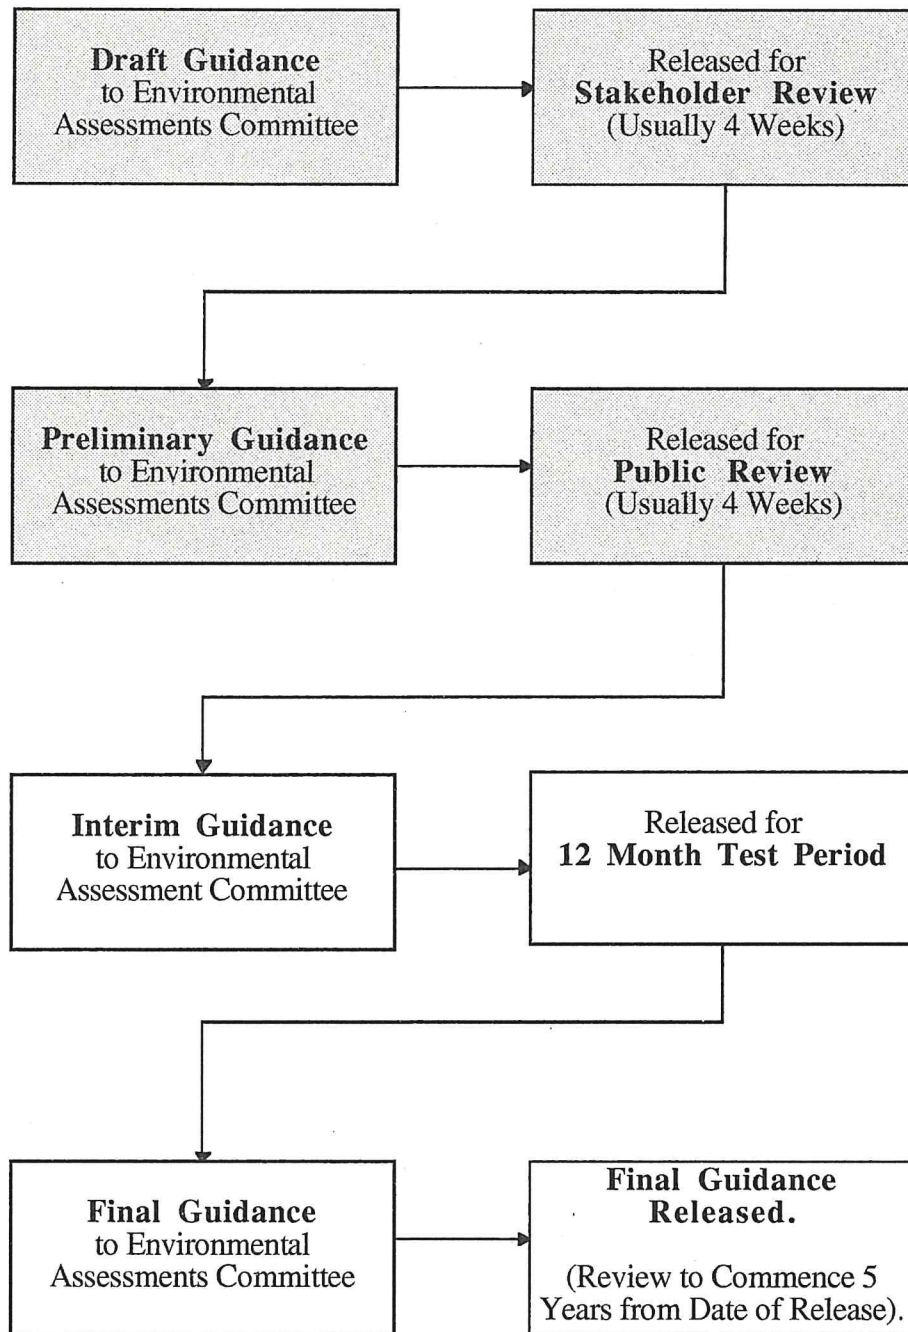 Draft Guidance
to Environmental
Assessments Committee
Released for
Stakeholder Review
(Usually 4 Weeks)
Preliminary Guidance
to Environmental
Assessments Committee
Released for
Public Review
(Usually 4 Weeks)
Interim Guidance
to Environmental
Assessment Committee
Released for
12 Month Test Period
Final Guidance
to Environmental
Assessments Committee
Final Guidance
Released.
(Review to Commence 5
Years from Date of Release).